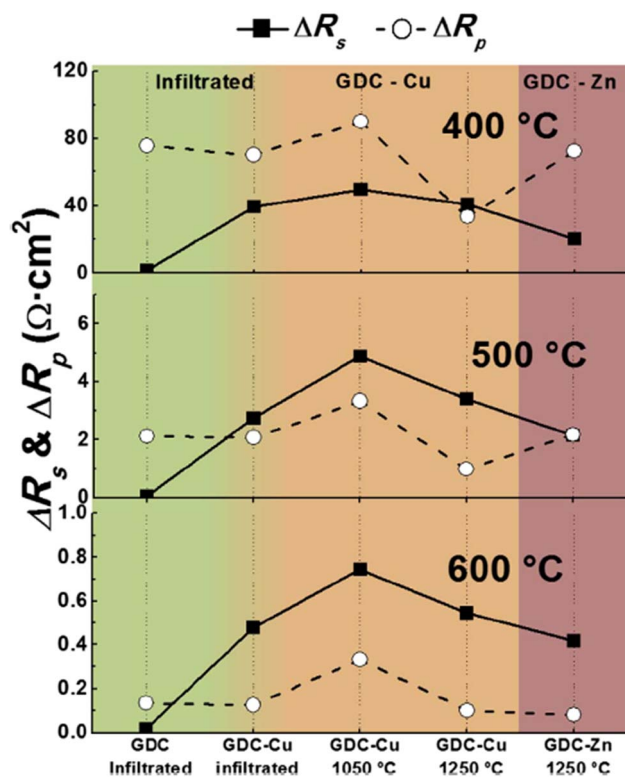 ΔRs ΔRp
Infiltrated GDC - Cu GDC - Zn
120
400 °C
80
40
0
6
500 °C
4
2
0
1.0
0.8
600 °C
0.6
0.4
0.2
0.0
ΔRs & ΔRp (Ω·cm²)
GDC GDC-Cu GDC-Cu GDC-Cu GDC-Zn
Infiltrated infiltrated 1050 °C 1250 °C 1250 °C